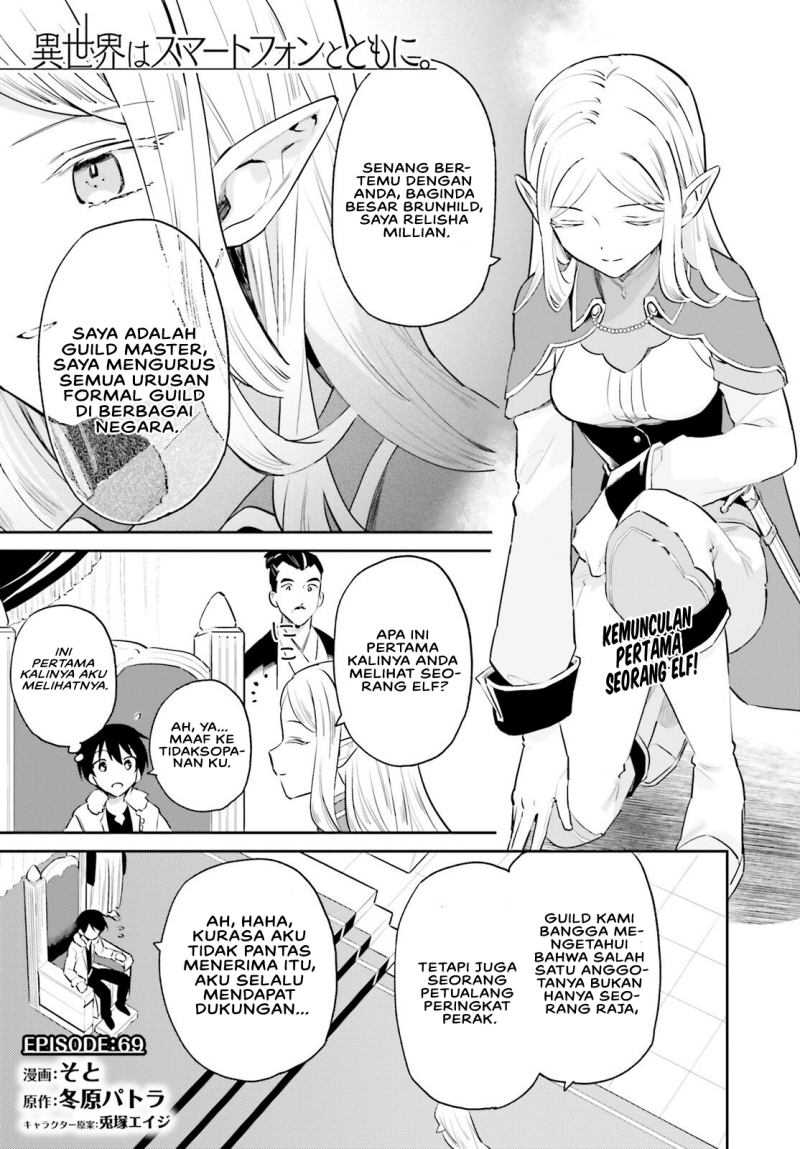 異世界はスマートフォンとともに。
SENANG BER-
TEMU DENGAN
ANDA, BAGINDA
BESAR BRUNHILD,
SAYA RELISHA
MILLIAN.
SAYA ADALAH
GUILD MASTER,
SAYA MENGURUS
SEMUA URUSAN
FORMAL GUILD
DI BERBAGAI
NEGARA.
KEMUNCULAN
PERTAMA
SEORANG ELF!
APA INI
PERTAMA
KALINYA ANDA
MELIHAT SEO-
RANG ELF?
にこ
INI
PERTAMA
KALINYA AKU
MELIHATNYA.
AH, YA...
MAAF KE
TIDAKSOPA-
NAN KU.
GUILD KAMI
BANGGA ME-
NGETAHUI
BAHWA SALAH
SATU ANGGO-
TANYA BUKAN
HANYA SEO-
RANG RAJA,
TETAPI JUGA
SEORANG
PETUALANG
PERINGKAT
PERAK.
AH, HAHA,
KURASA AKU
TIDAK PANTAS
MENERIMA ITU,
AKU SELALU
MENDAPAT
DUKUNGAN...
EPISODE:69
漫画:そと
原作:冬原パトラ
キャラクター原案:兎塚エイジ